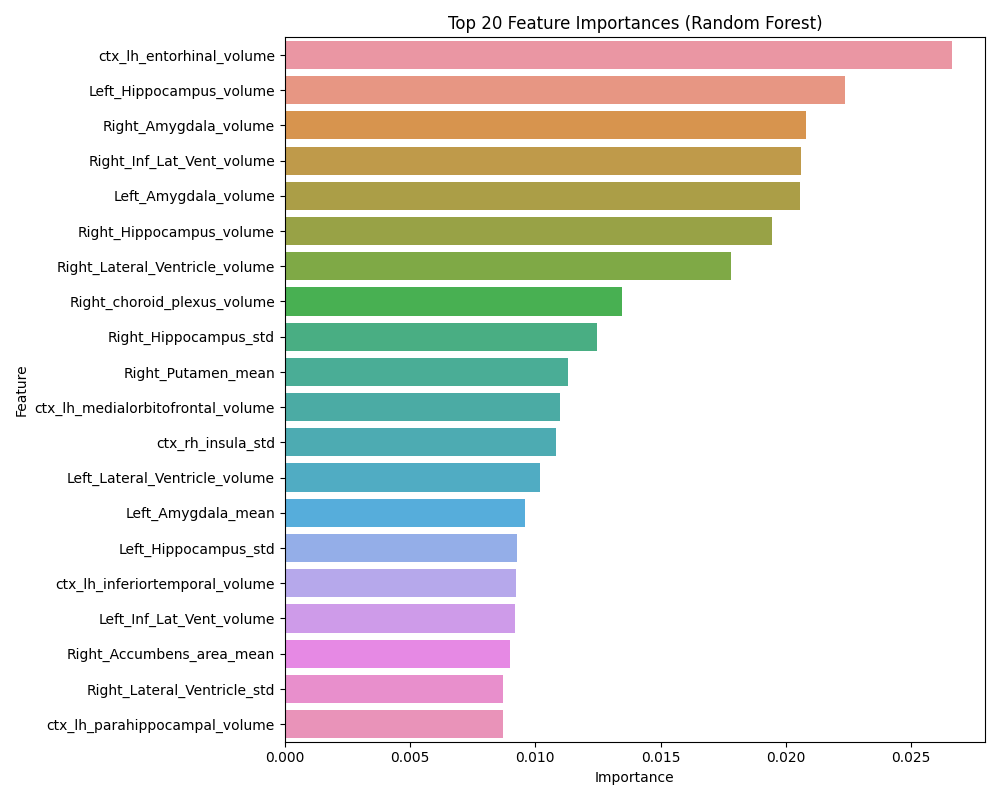 Top 20 Feature Importances (Random Forest)
Feature
ctx_lh_entorhinal_volume
Left_Hippocampus_volume
Right_Amygdala_volume
Right_Inf_Lat_Vent_volume
Left_Amygdala_volume
Right_Hippocampus_volume
Right_Lateral_Ventricle_volume
Right_choroid_plexus_volume
Right_Hippocampus_std
Right_Putamen_mean
ctx_lh_medialorbitofrontal_volume
ctx_rh_insula_std
Left_Lateral_Ventricle_volume
Left_Amygdala_mean
Left_Hippocampus_std
ctx_lh_inferiortemporal_volume
Left_Inf_Lat_Vent_volume
Right_Accumbens_area_mean
Right_Lateral_Ventricle_std
ctx_lh_parahippocampal_volume
0.000 0.005 0.010 0.015 0.020 0.025
Importance